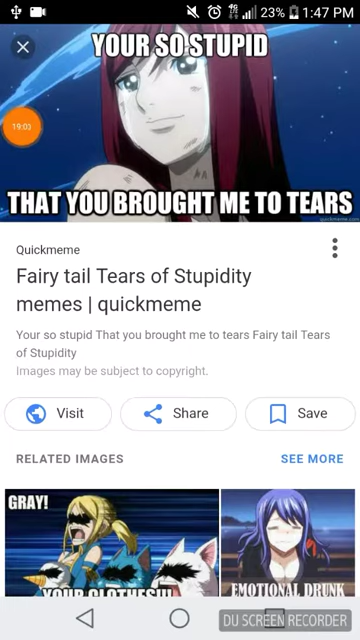 23% 1:47 PM
YOUR SO STUPID
19:03
THAT YOU BROUGHT ME TO TEARS
quickmeme.com
Quickmeme
Fairy tail Tears of Stupidity
memes | quickmeme
Your so stupid That you brought me to tears Fairy tail Tears
of Stupidity
Images may be subject to copyright.
Visit Share Save
RELATED IMAGES SEE MORE
GRAY!
YOUR CLOTHES!!!
EMOTIONAL DRUNK
DU SCREEN RECORDER